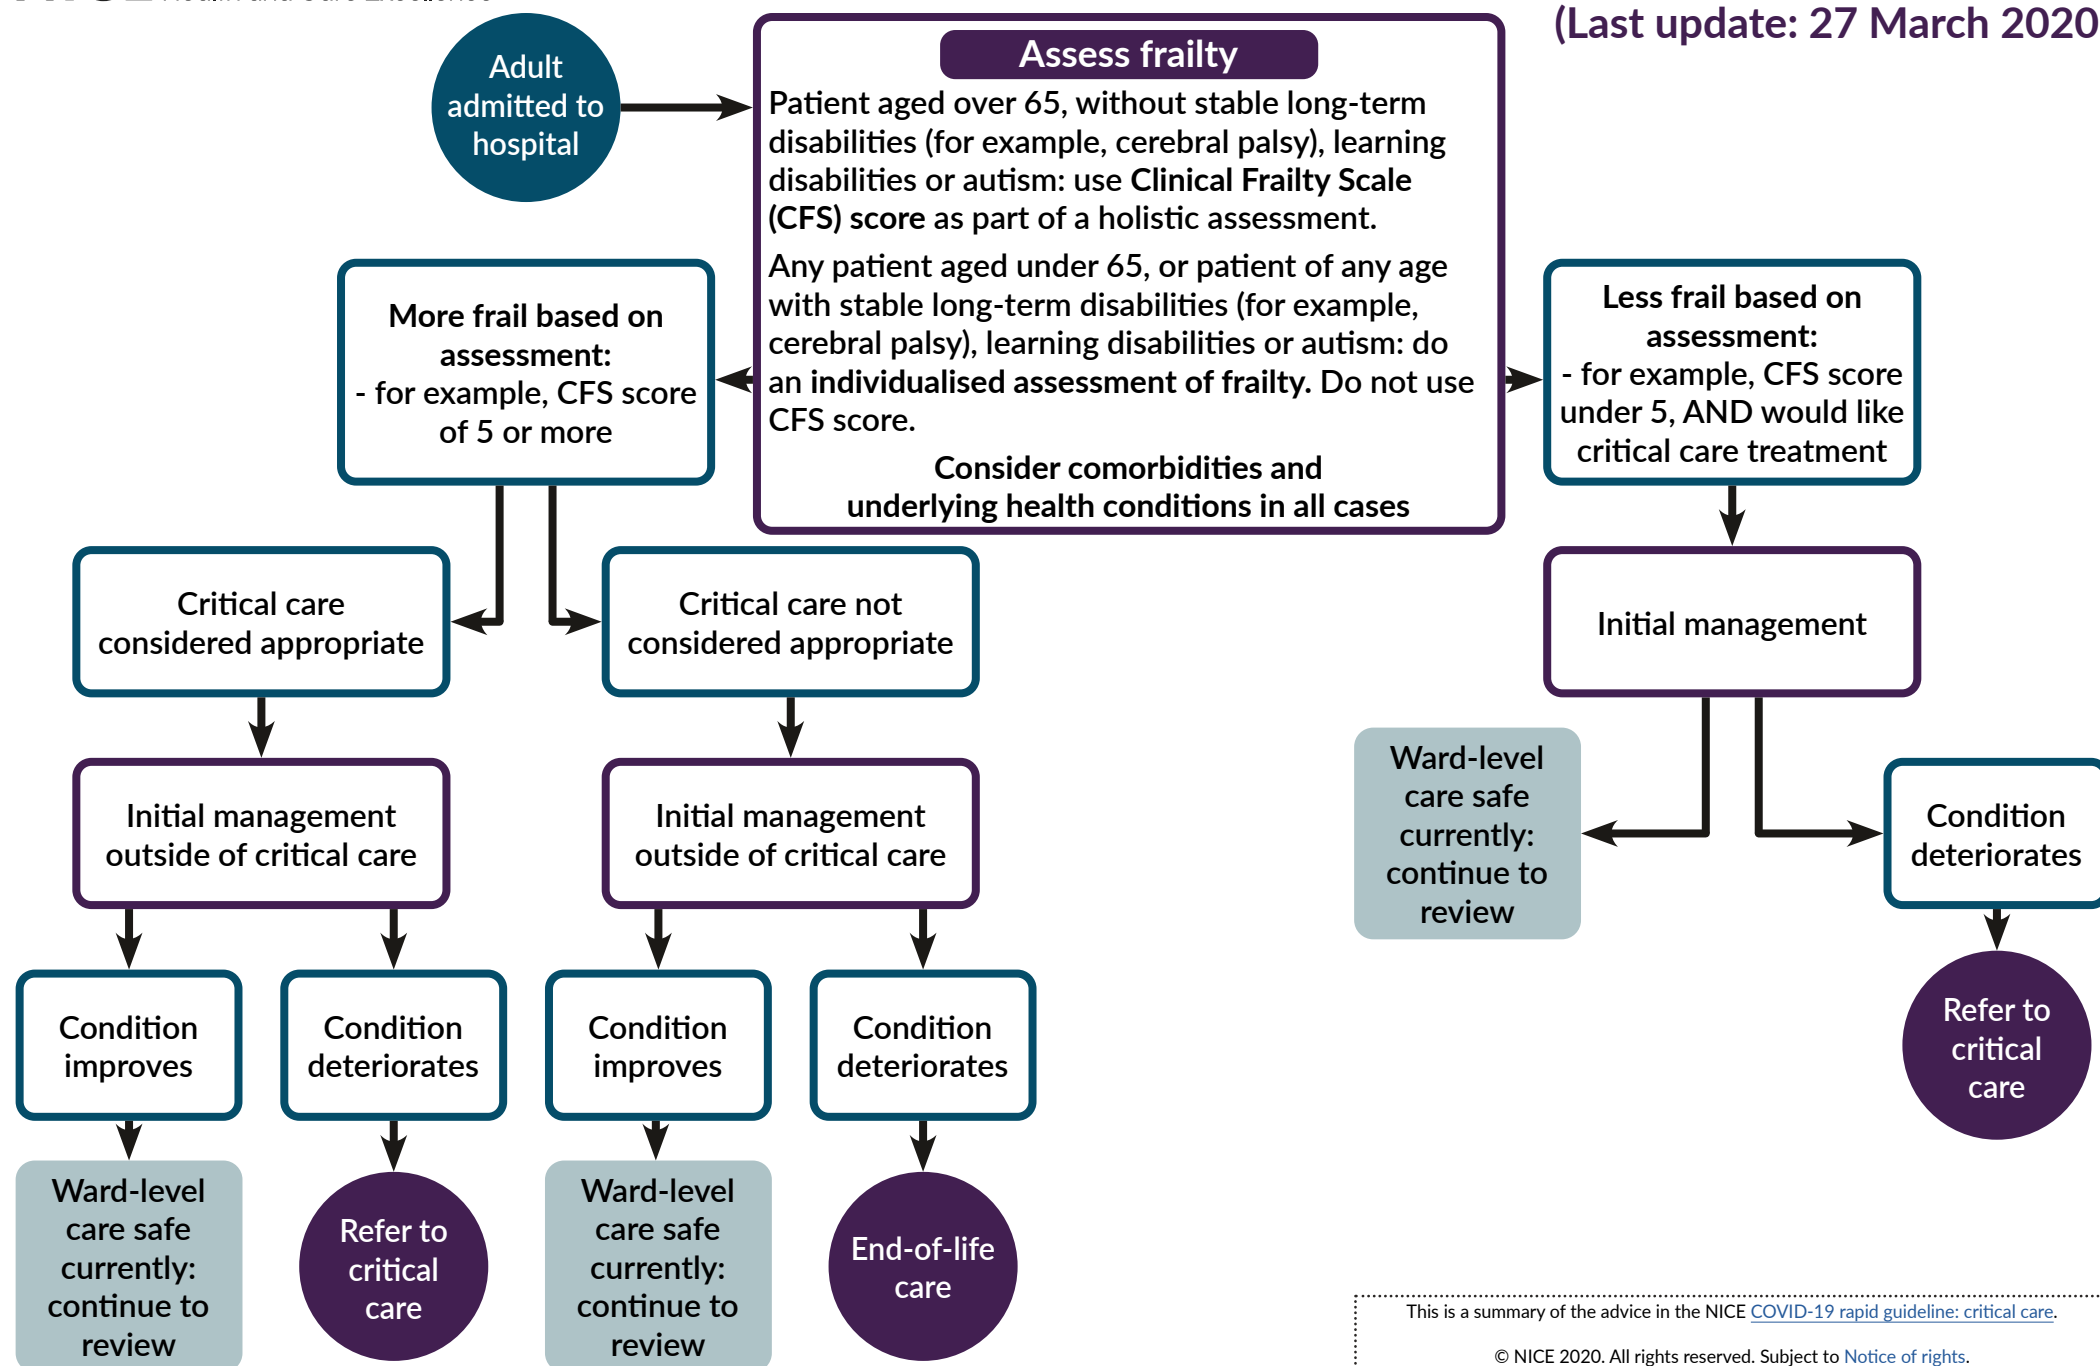 (Last update: 27 March 2020
Adult
admitted to
hospital
Assess frailty
Patient aged over 65, without stable long-term
disabilities (for example, cerebral palsy), learning
disabilities or autism: use Clinical Frailty Scale
(CFS) score as part of a holistic assessment.
Any patient aged under 65, or patient of any age
with stable long-term disabilities (for example,
cerebral palsy), learning disabilities or autism: do
an individualised assessment of frailty. Do not use
CFS score.
Consider comorbidities and
underlying health conditions in all cases
More frail based on
assessment:
- for example, CFS score
of 5 or more
Less frail based on
assessment:
- for example, CFS score
under 5, AND would like
critical care treatment
Critical care
considered appropriate
Critical care not
considered appropriate
Initial management
Initial management
outside of critical care
Initial management
outside of critical care
Ward-level
care safe
currently:
continue to
review
Condition
deteriorates
Refer to
critical
care
Condition
improves
Condition
deteriorates
Condition
improves
Condition
deteriorates
Ward-level
care safe
currently:
continue to
review
Refer to
critical
care
Ward-level
care safe
currently:
continue to
review
End-of-life
care
This is a summary of the advice in the NICE COVID-19 rapid guideline: critical care.
© NICE 2020. All rights reserved. Subject to Notice of rights.